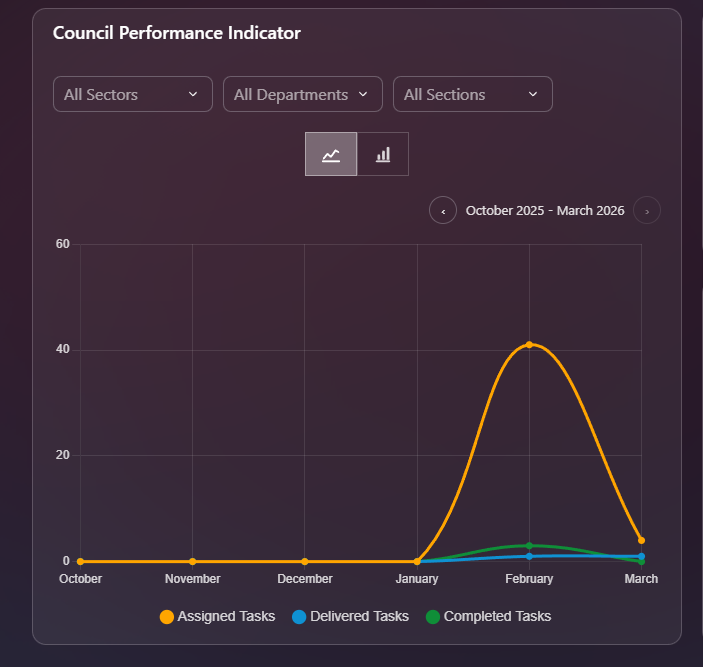 Council Performance Indicator
All Sectors All Departments All Sections
‹ October 2025 - March 2026 ›
60
40
20
0
October November December January February March
Assigned Tasks Delivered Tasks Completed Tasks